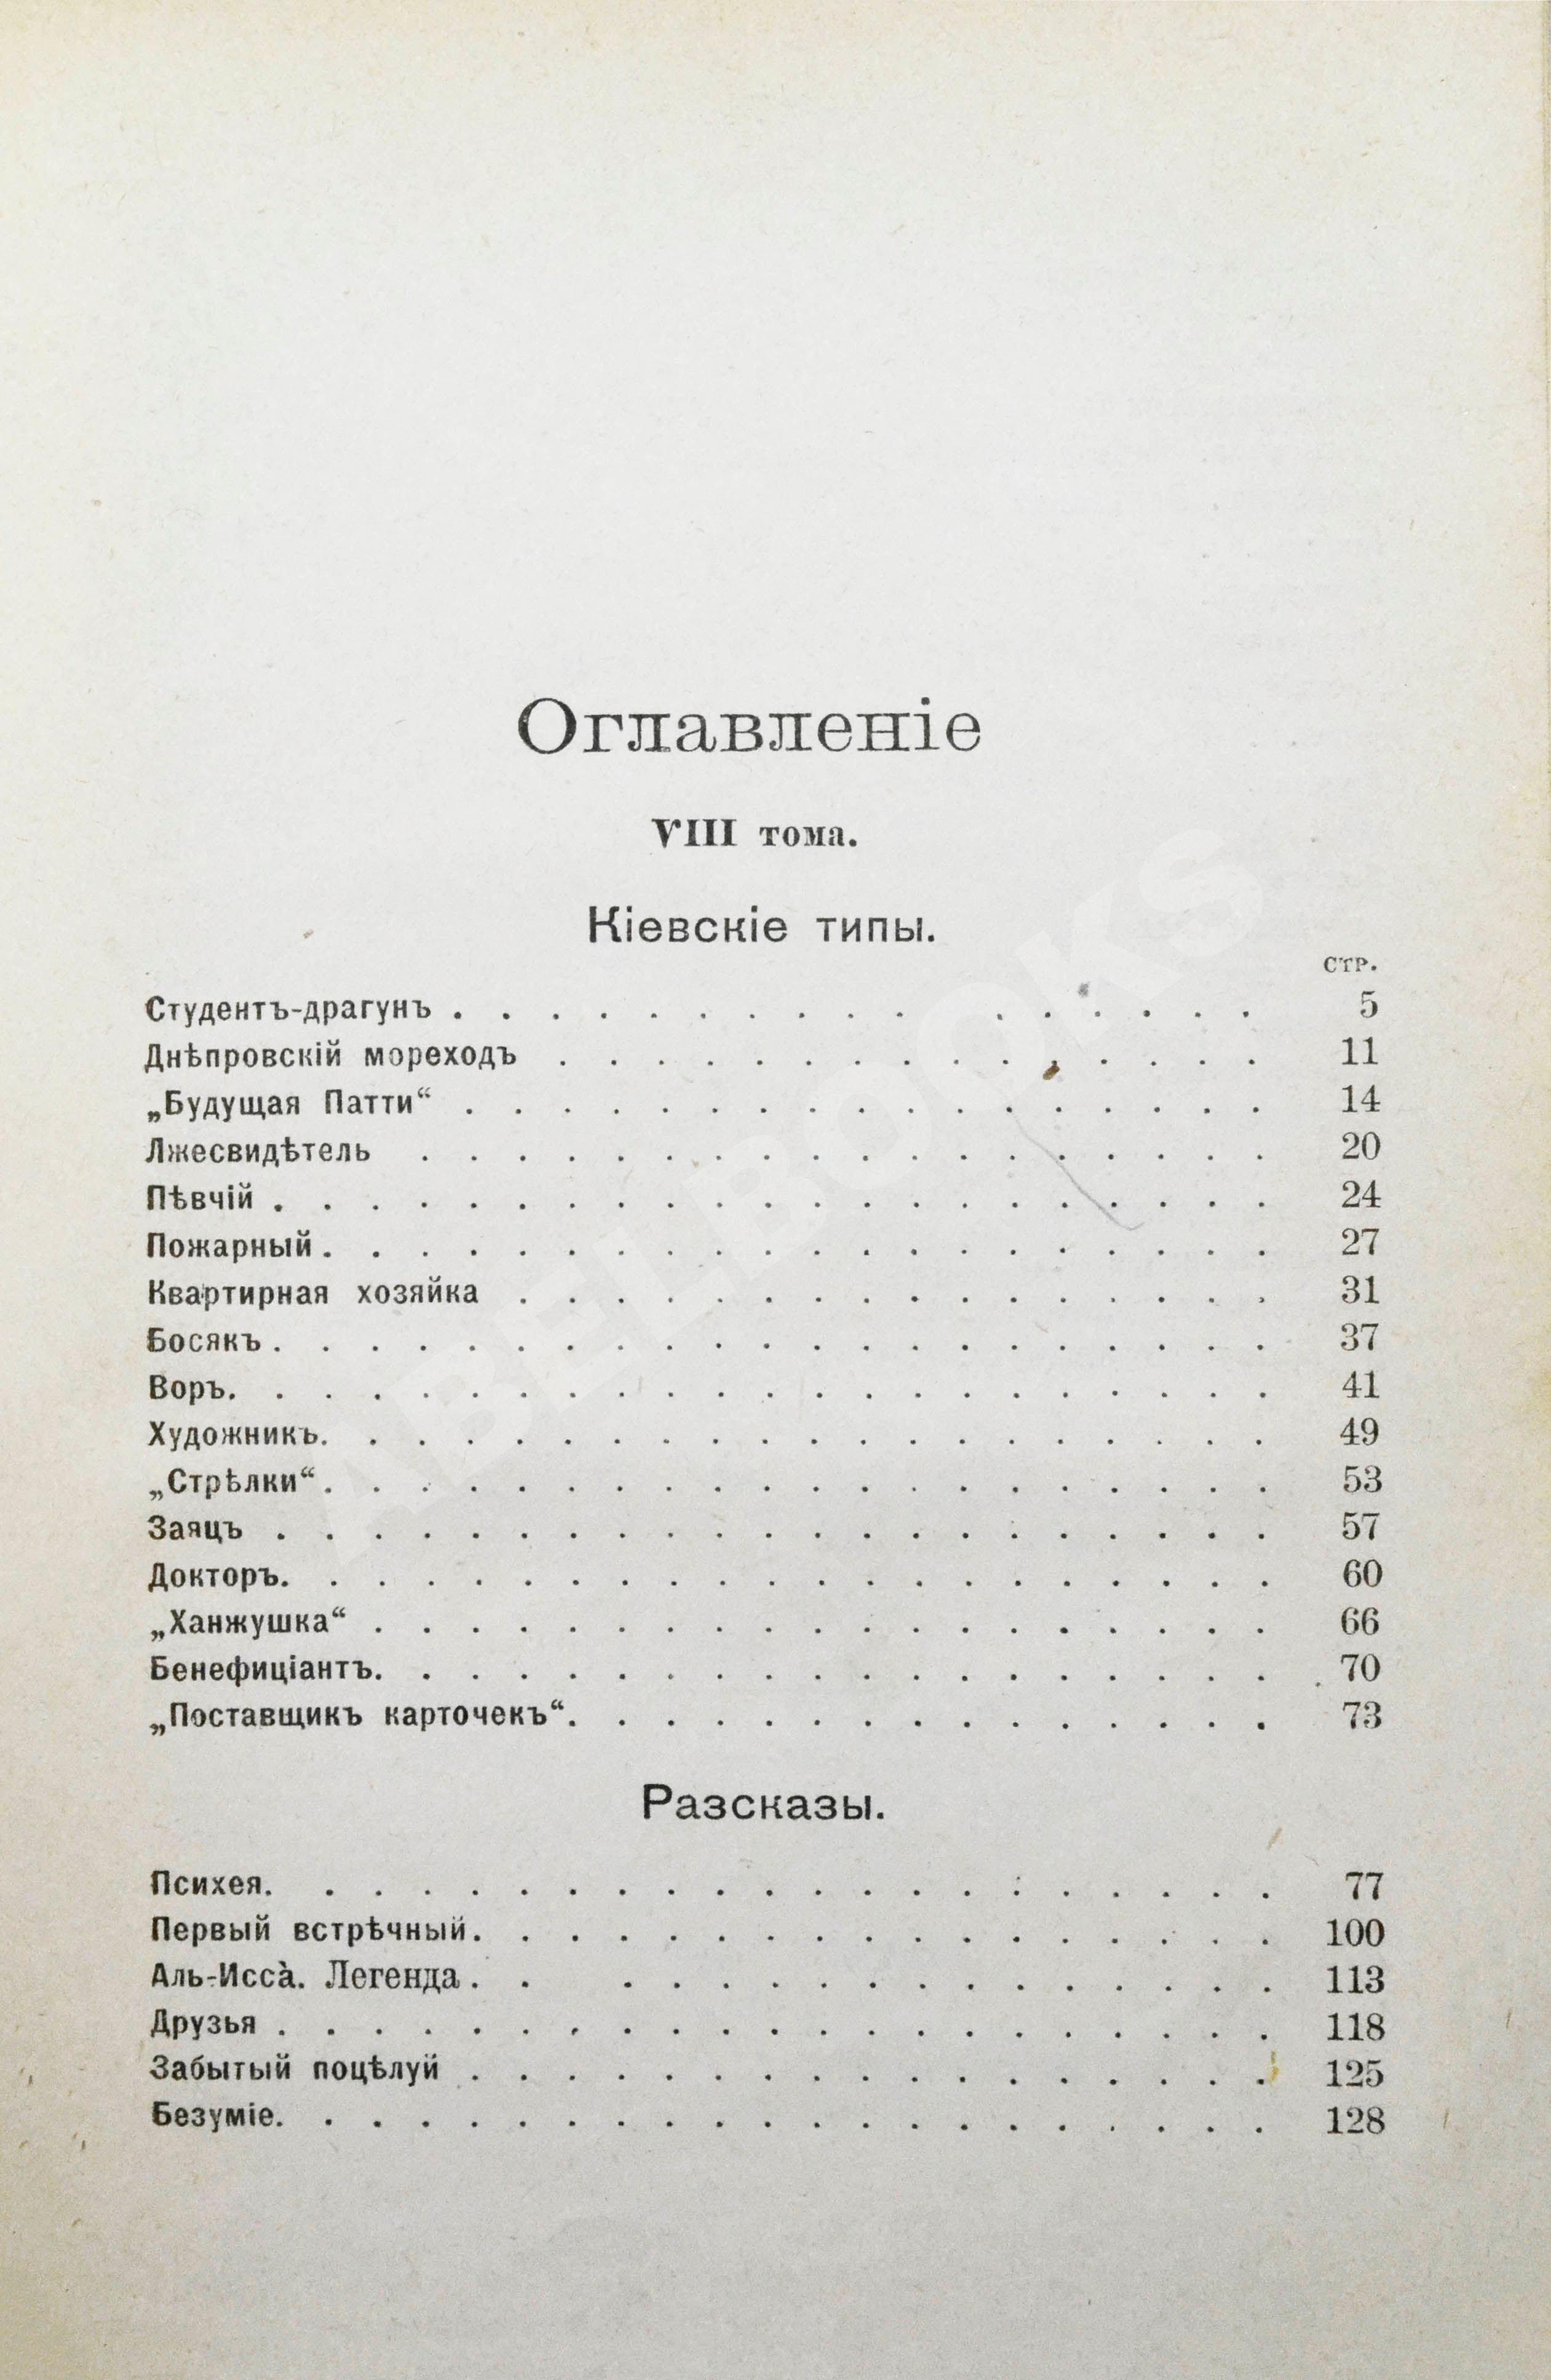 Оглавленіе
VIII тома.
Кіевскіе типы.
СТР.
Студентъ-драгунъ . . . . . . . . . . . . . . . . 5
Днѣпровскій мореходъ . . . . . . . . . . . . . . . 11
„Будущая Патти“ . . . . . . . . . . . . . . . . . 14
Лжесвидѣтель . . . . . . . . . . . . . . . . . . 20
Пѣвчій . . . . . . . . . . . . . . . . . . . . . 24
Пожарный . . . . . . . . . . . . . . . . . . . . 27
Квартирная хозяйка . . . . . . . . . . . . . . . . 31
Босякъ . . . . . . . . . . . . . . . . . . . . . 37
Воръ. . . . . . . . . . . . . . . . . . . . . . 41
Художникъ. . . . . . . . . . . . . . . . . . . . 49
„Стрѣлки“ . . . . . . . . . . . . . . . . . . . . 53
Заяцъ . . . . . . . . . . . . . . . . . . . . . 57
Докторъ. . . . . . . . . . . . . . . . . . . . . 60
„Ханжушка“ . . . . . . . . . . . . . . . . . . . 66
Бенефиціантъ. . . . . . . . . . . . . . . . . . . 70
„Поставщикъ карточекъ“. . . . . . . . . . . . . . . 73
Разсказы.
Психея. . . . . . . . . . . . . . . . . . . . . 77
Первый встрѣчный. . . . . . . . . . . . . . . . . 100
Аль-Исса̀. Легенда . . . . . . . . . . . . . . . . 113
Друзья . . . . . . . . . . . . . . . . . . . . . 118
Забытый поцѣлуй . . . . . . . . . . . . . . . . . 125
Безуміе. . . . . . . . . . . . . . . . . . . . . 128
ABELBOOKS